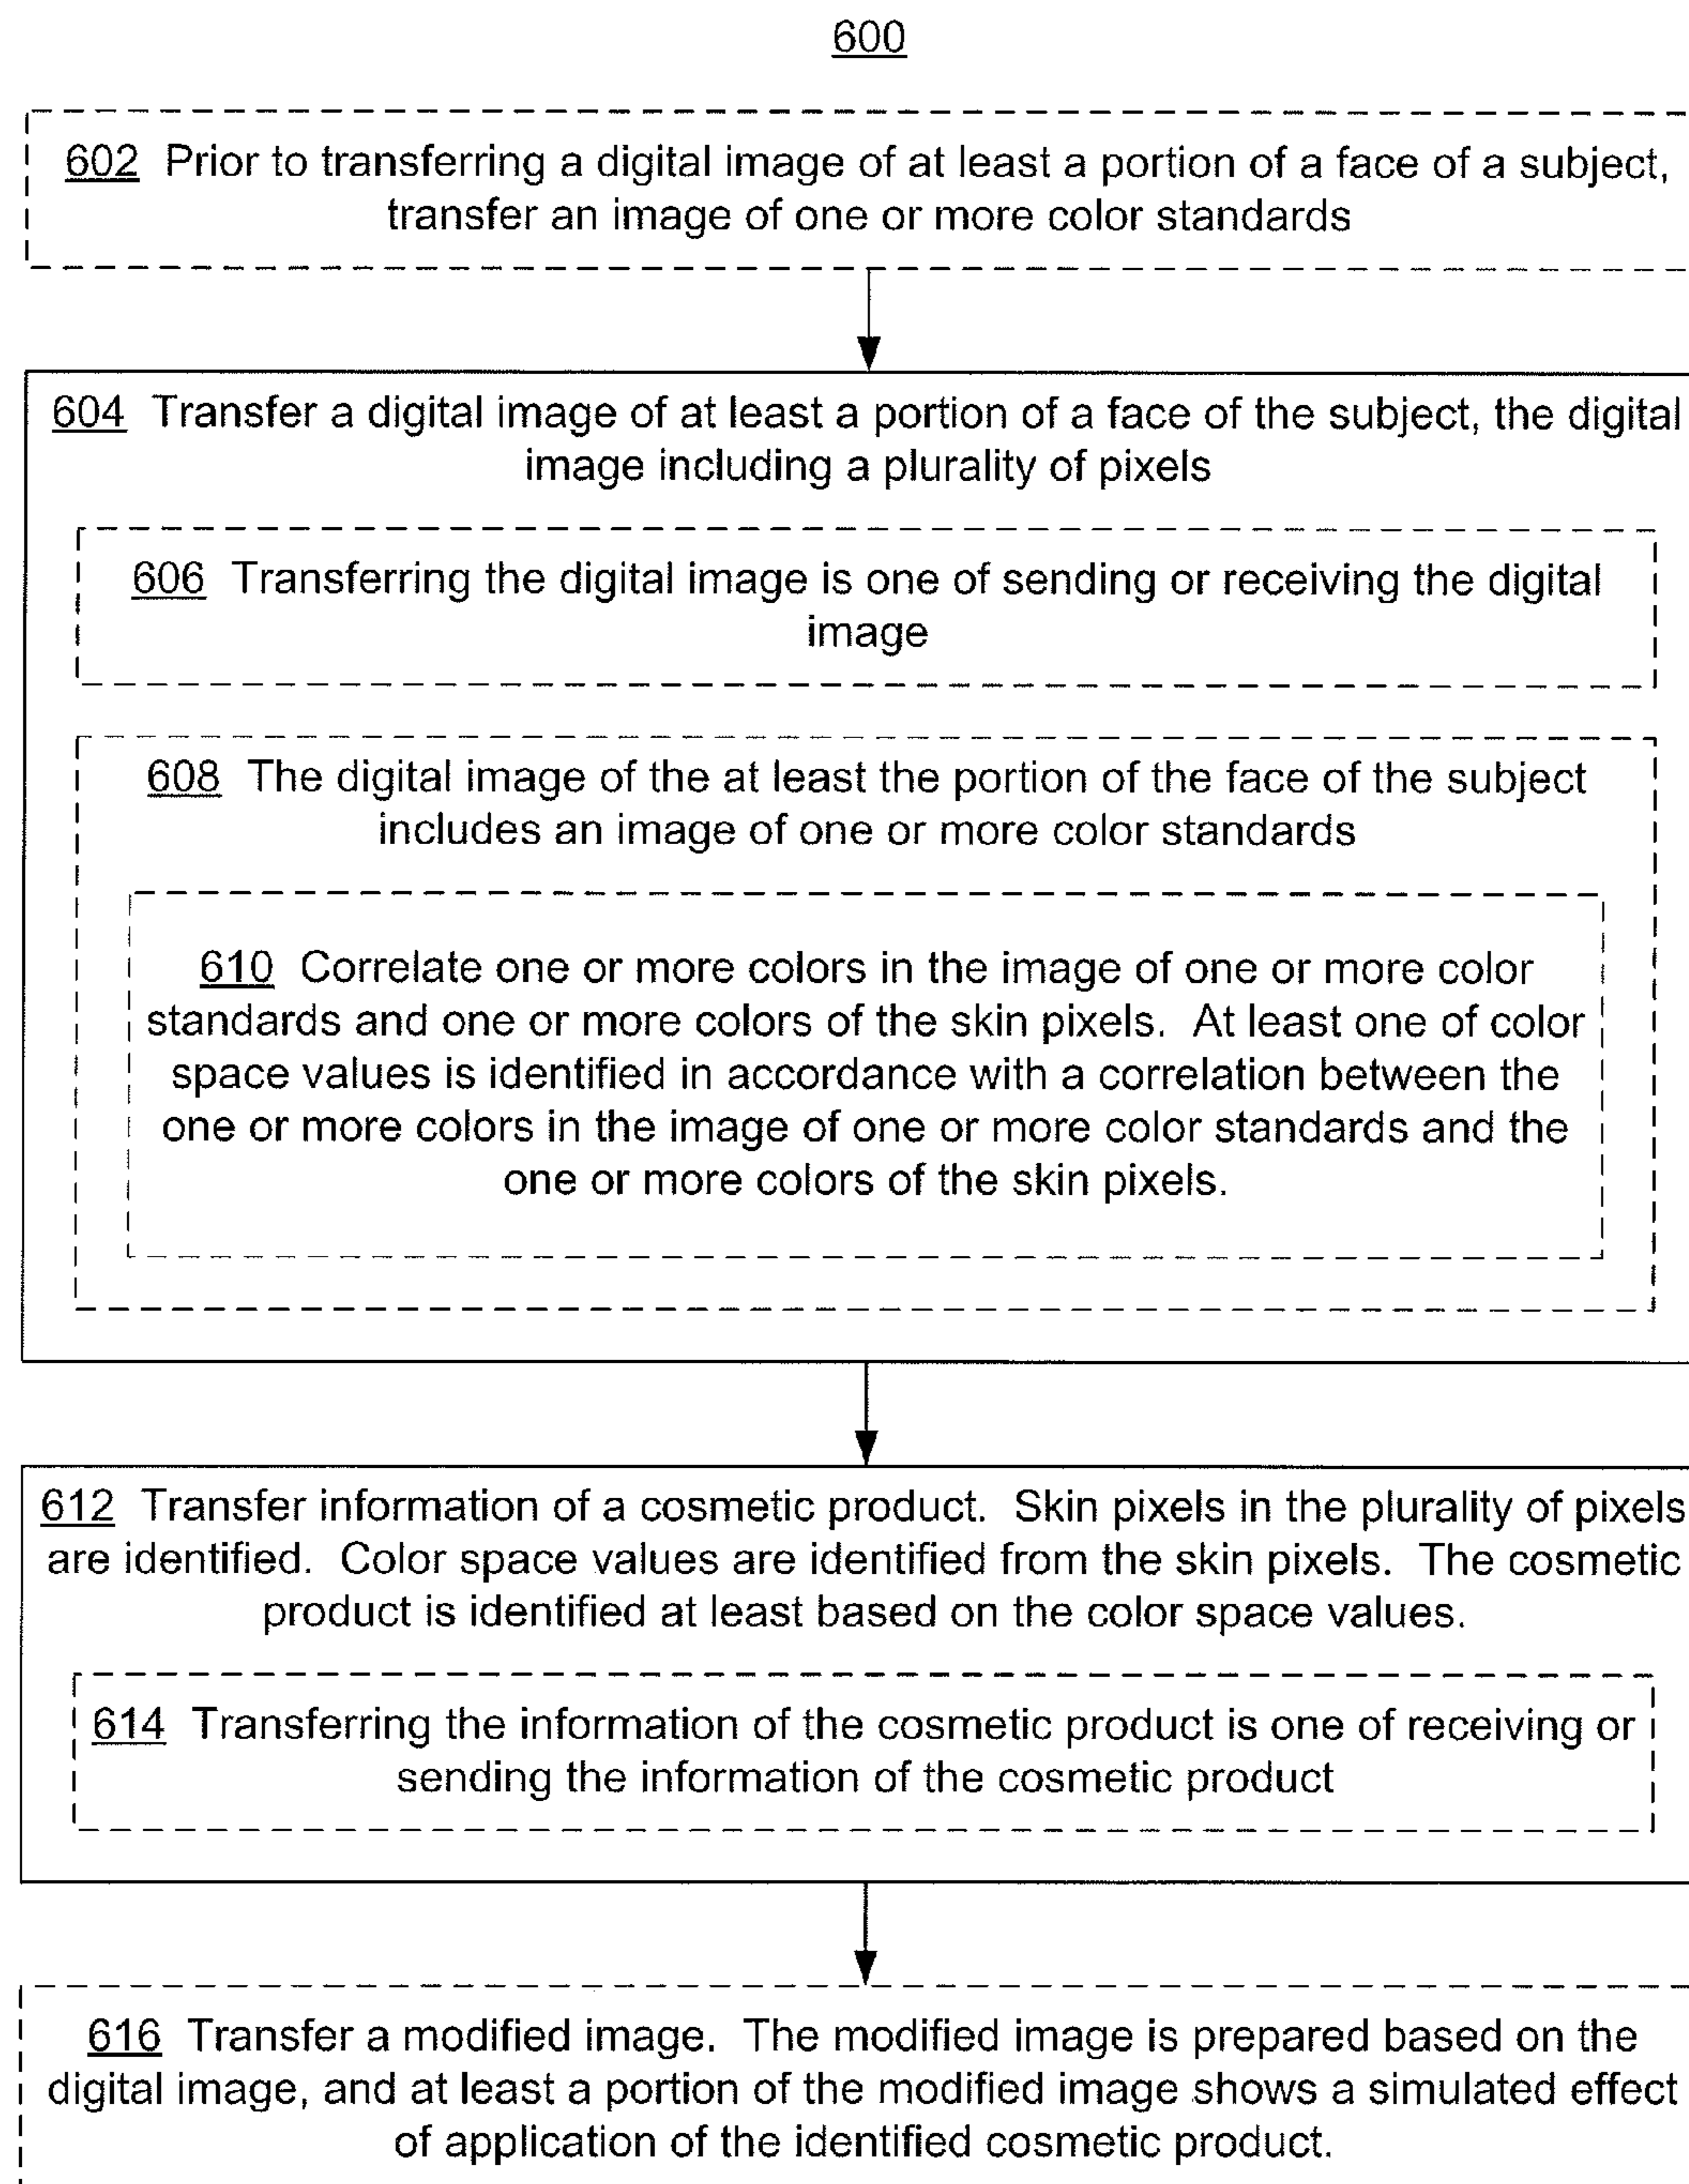 600
602 Prior to transferring a digital image of at least a portion of a face of a subject,
transfer an image of one or more color standards
604 Transfer a digital image of at least a portion of a face of the subject, the digital
image including a plurality of pixels
606 Transferring the digital image is one of sending or receiving the digital
image
608 The digital image of the at least the portion of the face of the subject
includes an image of one or more color standards
610 Correlate one or more colors in the image of one or more color
standards and one or more colors of the skin pixels. At least one of color
space values is identified in accordance with a correlation between the
one or more colors in the image of one or more color standards and the
one or more colors of the skin pixels.
612 Transfer information of a cosmetic product. Skin pixels in the plurality of pixels
are identified. Color space values are identified from the skin pixels. The cosmetic
product is identified at least based on the color space values.
614 Transferring the information of the cosmetic product is one of receiving or
sending the information of the cosmetic product
616 Transfer a modified image. The modified image is prepared based on the
digital image, and at least a portion of the modified image shows a simulated effect
of application of the identified cosmetic product.